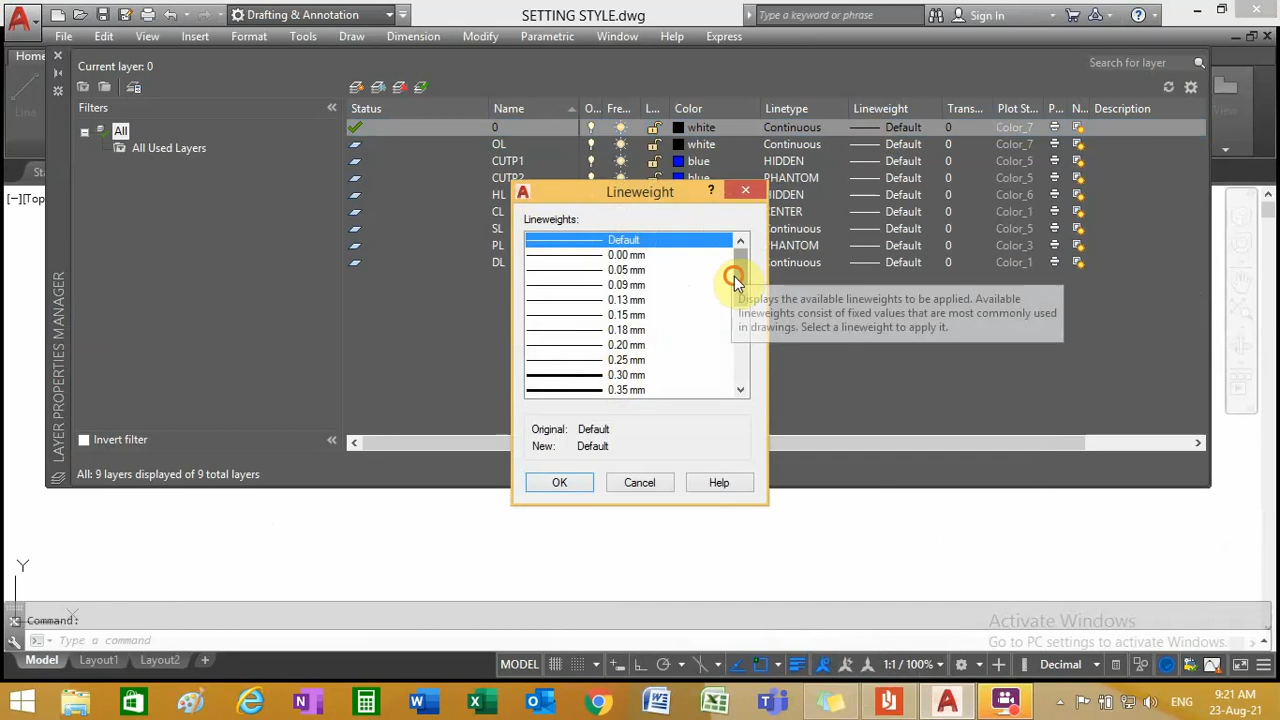 Drafting & Annotation
SETTING STYLE.dwg
Type a keyword or phrase
Sign In
File Edit View Insert Format Tools Draw Dimension Modify Parametric Window Help Express
Home
Current layer: 0
Search for layer
Line
View
Filters
Status Name O... Fre... L... Color Linetype Lineweight Trans... Plot St... P... N... Description
All
All Used Layers
0 white Continuous Default 0 Color_7
OL white Continuous Default 0 Color_7
CUTP1 blue HIDDEN Default 0 Color_5
CUTP2 blue PHANTOM Default 0 Color_5
HL HIDDEN Default 0 Color_5
CL CENTER Default 0 Color_1
SL Continuous Default 0 Color_5
PL PHANTOM Default 0 Color_3
DL Continuous Default 0 Color_1
[−][Top
LAYER PROPERTIES MANAGER
Lineweight
?
Lineweights:
Default
0.00 mm
0.05 mm
0.09 mm
0.13 mm
0.15 mm
0.18 mm
0.20 mm
0.25 mm
0.30 mm
0.35 mm
Displays the available lineweights to be applied. Available
lineweights consist of fixed values that are most commonly used
in drawings. Select a lineweight to apply it.
Original: Default
New: Default
OK Cancel Help
Invert filter
All: 9 layers displayed of 9 total layers
Y
X
Command:
Type a command
Activate Windows
Go to PC settings to activate Windows.
Model Layout1 Layout2 +
MODEL 1:1 / 100% Decimal
ENG
9:21 AM
23-Aug-21